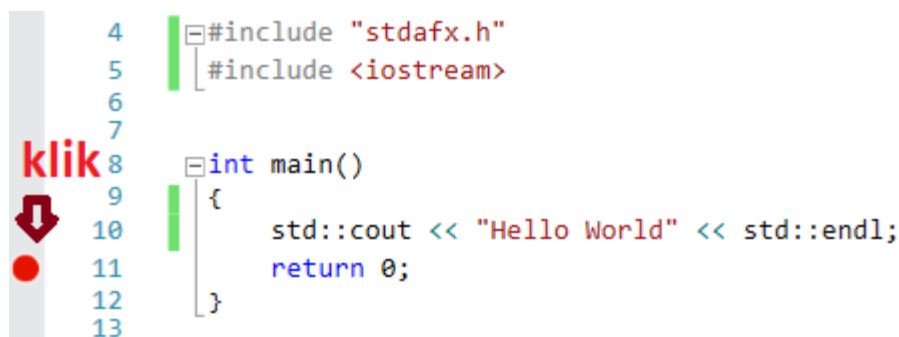 4 #include "stdafx.h"
5 #include <iostream>
6
7
klik 8 int main()
9 {
10 std::cout << "Hello World" << std::endl;
11 return 0;
12 }
13